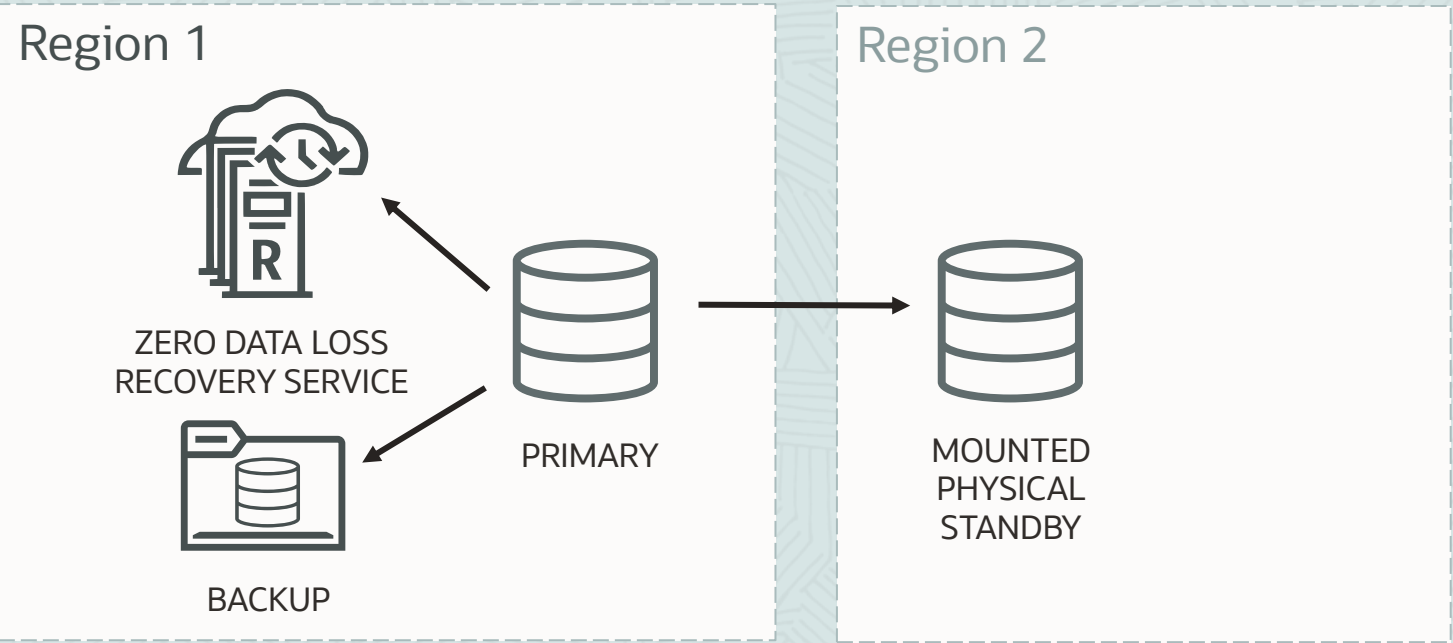 Region 1
Region 2
R
ZERO DATA LOSS
RECOVERY SERVICE
PRIMARY
MOUNTED
PHYSICAL
STANDBY
BACKUP